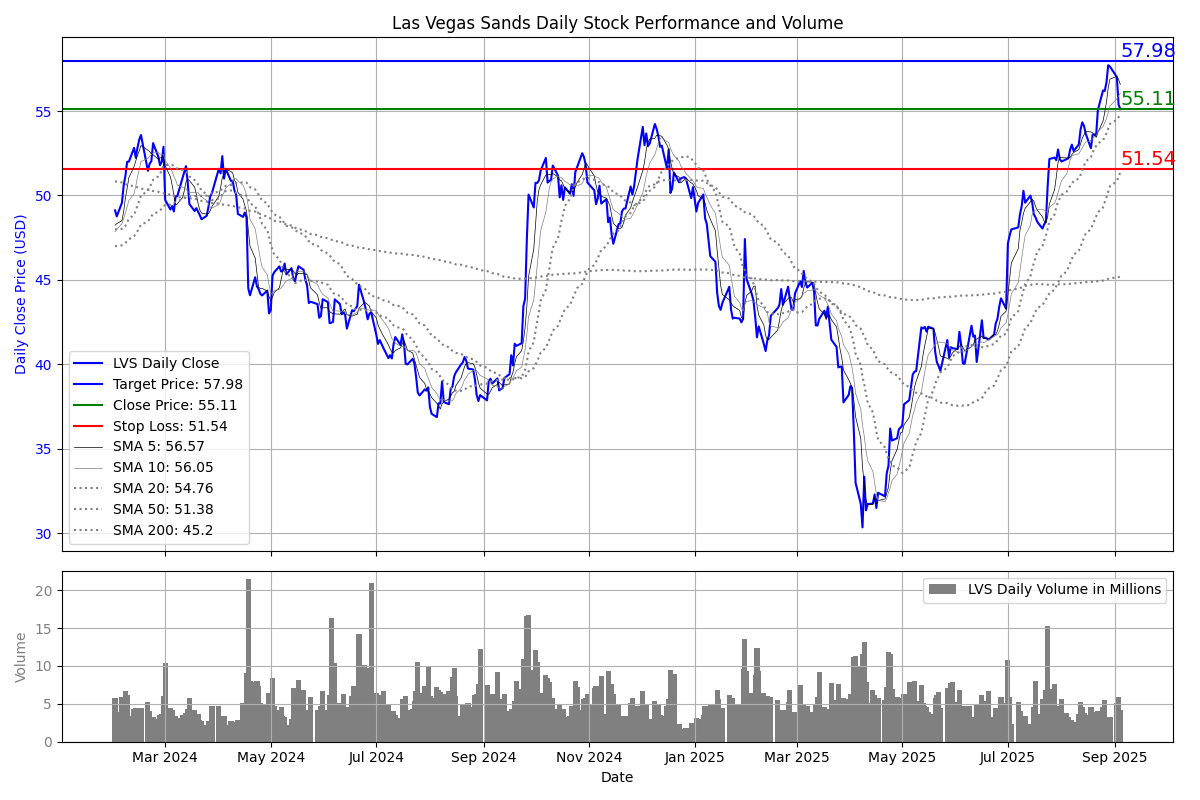 Las Vegas Sands Daily Stock Performance and Volume
57.98
55.11
51.54
Daily Close Price (USD)
55
50
45
40
35
30
LVS Daily Close
Target Price: 57.98
Close Price: 55.11
Stop Loss: 51.54
SMA 5: 56.57
SMA 10: 56.05
SMA 20: 54.76
SMA 50: 51.38
SMA 200: 45.2
Volume
20
15
10
5
0
LVS Daily Volume in Millions
Mar 2024
May 2024
Jul 2024
Sep 2024
Nov 2024
Jan 2025
Mar 2025
May 2025
Jul 2025
Sep 2025
Date